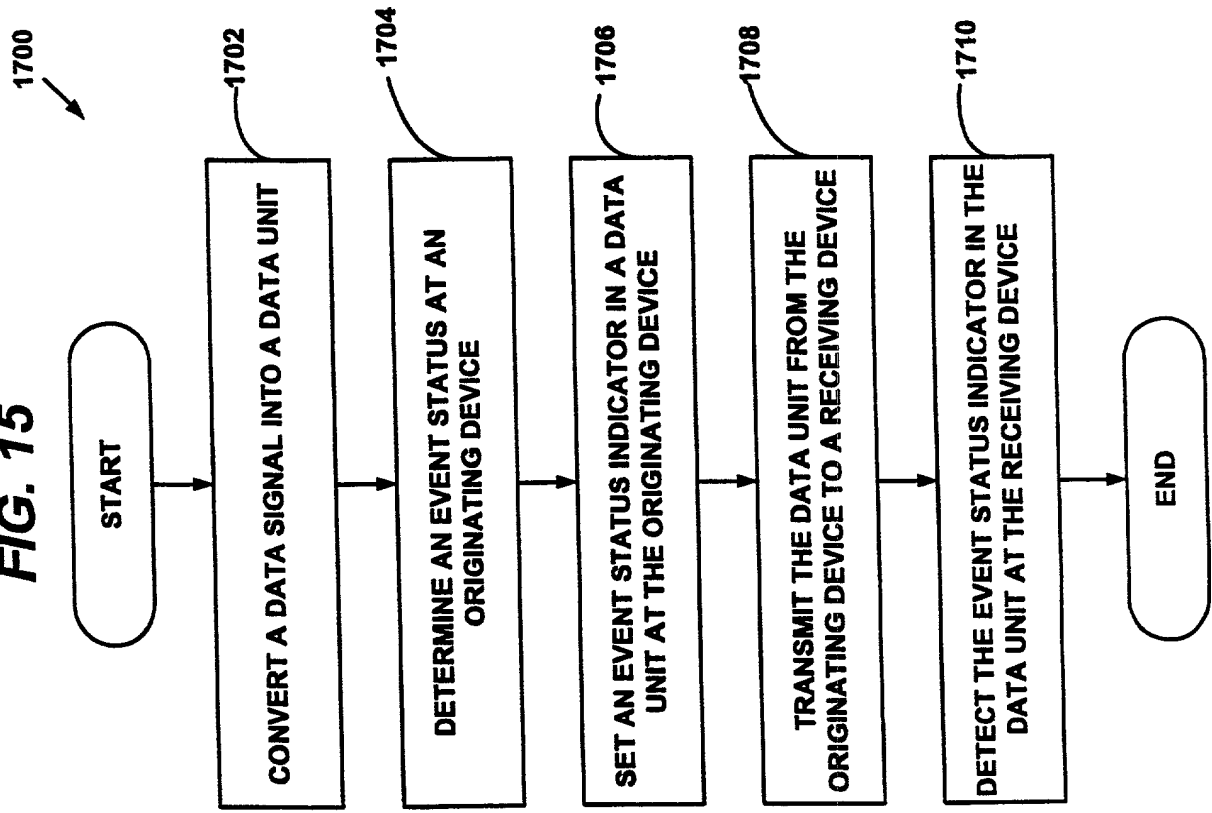 FIG. 15
1700
START
CONVERT A DATA SIGNAL INTO A DATA UNIT
1702
DETERMINE AN EVENT STATUS AT AN
ORIGINATING DEVICE
1704
SET AN EVENT STATUS INDICATOR IN A DATA
UNIT AT THE ORIGINATING DEVICE
1706
TRANSMIT THE DATA UNIT FROM THE
ORIGINATING DEVICE TO A RECEIVING DEVICE
1708
DETECT THE EVENT STATUS INDICATOR IN THE
DATA UNIT AT THE RECEIVING DEVICE
1710
END